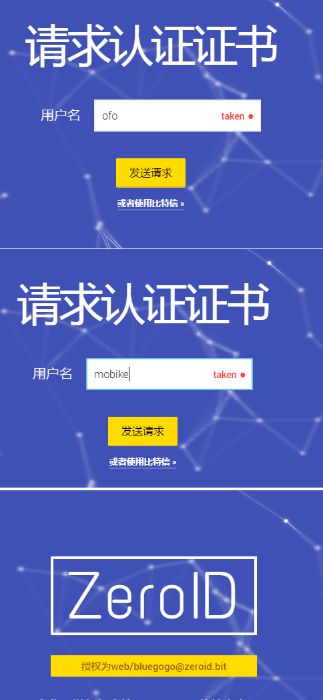 请求认证证书
用户名 ofo taken
发送请求
或者使用比特信 »
请求认证证书
用户名 mobike taken
发送请求
或者使用比特信 »
ZeroID
授权为web/bluegogo@zeroid.bit